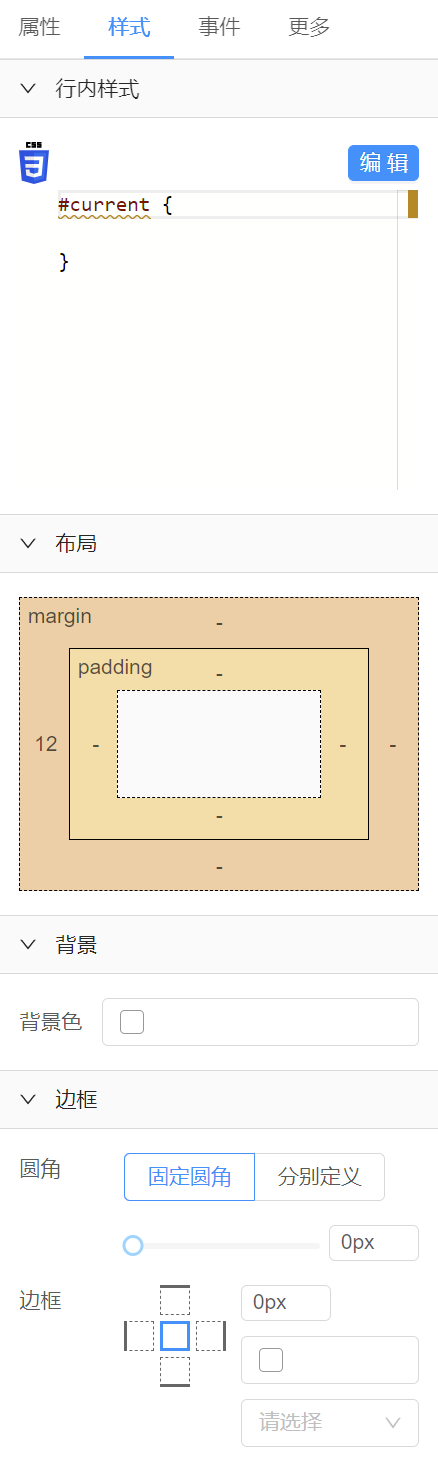 属性 样式 事件 更多
行内样式
CSS
3
编 辑
#current {
}
布局
margin
-
padding
-
12 - - -
-
-
背景
背景色
边框
圆角 固定圆角 分别定义
0px
边框 0px
请选择